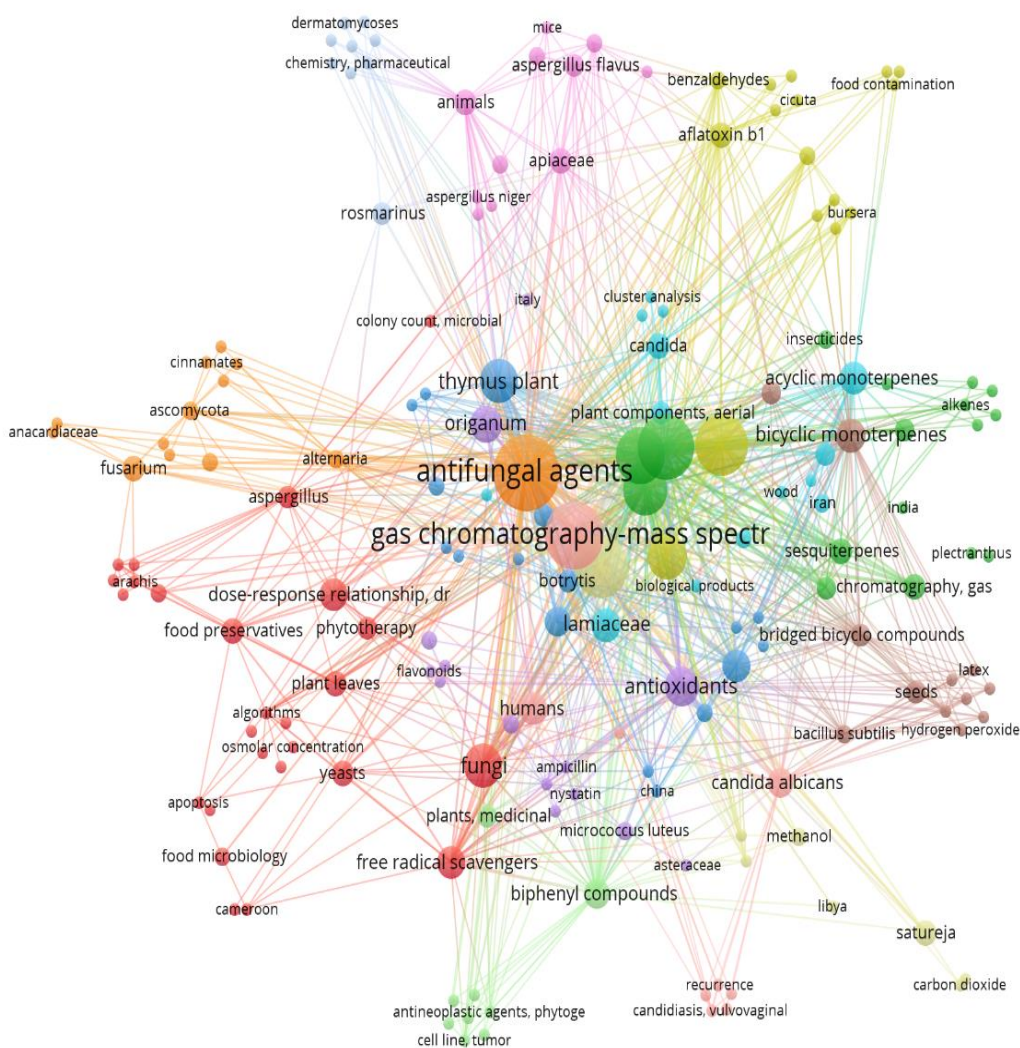 dermatomycoses
mice
chemistry, pharmaceutical
aspergillus flavus
benzaldehydes
food contamination
cicuta
animals
aflatoxin b1
apiaceae
aspergillus niger
rosmarinus
bursera
italy
cluster analysis
colony count, microbial
candida
insecticides
cinnamates
thymus plant
acyclic monoterpenes
ascomycota
origanum
plant components, aerial
alkenes
anacardiaceae
bicyclic monoterpenes
fusarium
alternaria
antifungal agents
aspergillus
wood
iran
india
gas chromatography-mass spectr
sesquiterpenes
plectranthus
arachis
botrytis
biological products
chromatography, gas
dose-response relationship, dr
food preservatives
phytotherapy
lamiaceae
bridged bicyclo compounds
flavonoids
latex
plant leaves
antioxidants
seeds
algorithms
humans
osmolar concentration
bacillus subtilis
hydrogen peroxide
yeasts
fungi
ampicillin
candida albicans
apoptosis
nystatin
china
plants, medicinal
micrococcus luteus
methanol
food microbiology
free radical scavengers
asteraceae
biphenyl compounds
cameroon
libya
satureja
recurrence
carbon dioxide
antineoplastic agents, phytoge
candidiasis, vulvovaginal
cell line, tumor